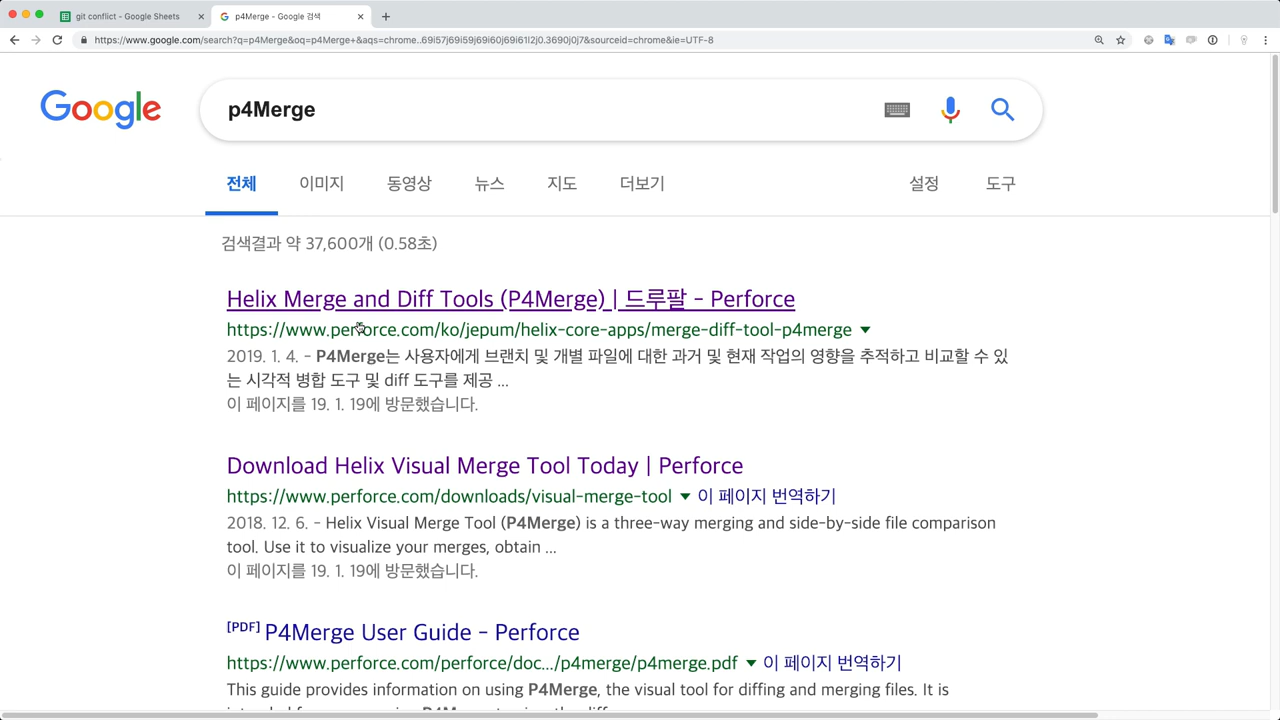 git conflict - Google Sheets
p4Merge - Google 검색
https://www.google.com/search?q=p4Merge&oq=p4Merge+&aqs=chrome..69i57j69i59j69i60j69i61l2j0.3690j0j7&sourceid=chrome&ie=UTF-8
Google
p4Merge
전체 이미지 동영상 뉴스 지도 더보기 설정 도구
검색결과 약 37,600개 (0.58초)
Helix Merge and Diff Tools (P4Merge) | 드루팔 - Perforce
https://www.perforce.com/ko/jepum/helix-core-apps/merge-diff-tool-p4merge
2019. 1. 4. - P4Merge는 사용자에게 브랜치 및 개별 파일에 대한 과거 및 현재 작업의 영향을 추적하고 비교할 수 있
는 시각적 병합 도구 및 diff 도구를 제공 ...
이 페이지를 19. 1. 19에 방문했습니다.
Download Helix Visual Merge Tool Today | Perforce
https://www.perforce.com/downloads/visual-merge-tool 이 페이지 번역하기
2018. 12. 6. - Helix Visual Merge Tool (P4Merge) is a three-way merging and side-by-side file comparison
tool. Use it to visualize your merges, obtain ...
이 페이지를 19. 1. 19에 방문했습니다.
[PDF] P4Merge User Guide - Perforce
https://www.perforce.com/perforce/doc.../p4merge/p4merge.pdf 이 페이지 번역하기
This guide provides information on using P4Merge, the visual tool for diffing and merging files. It is